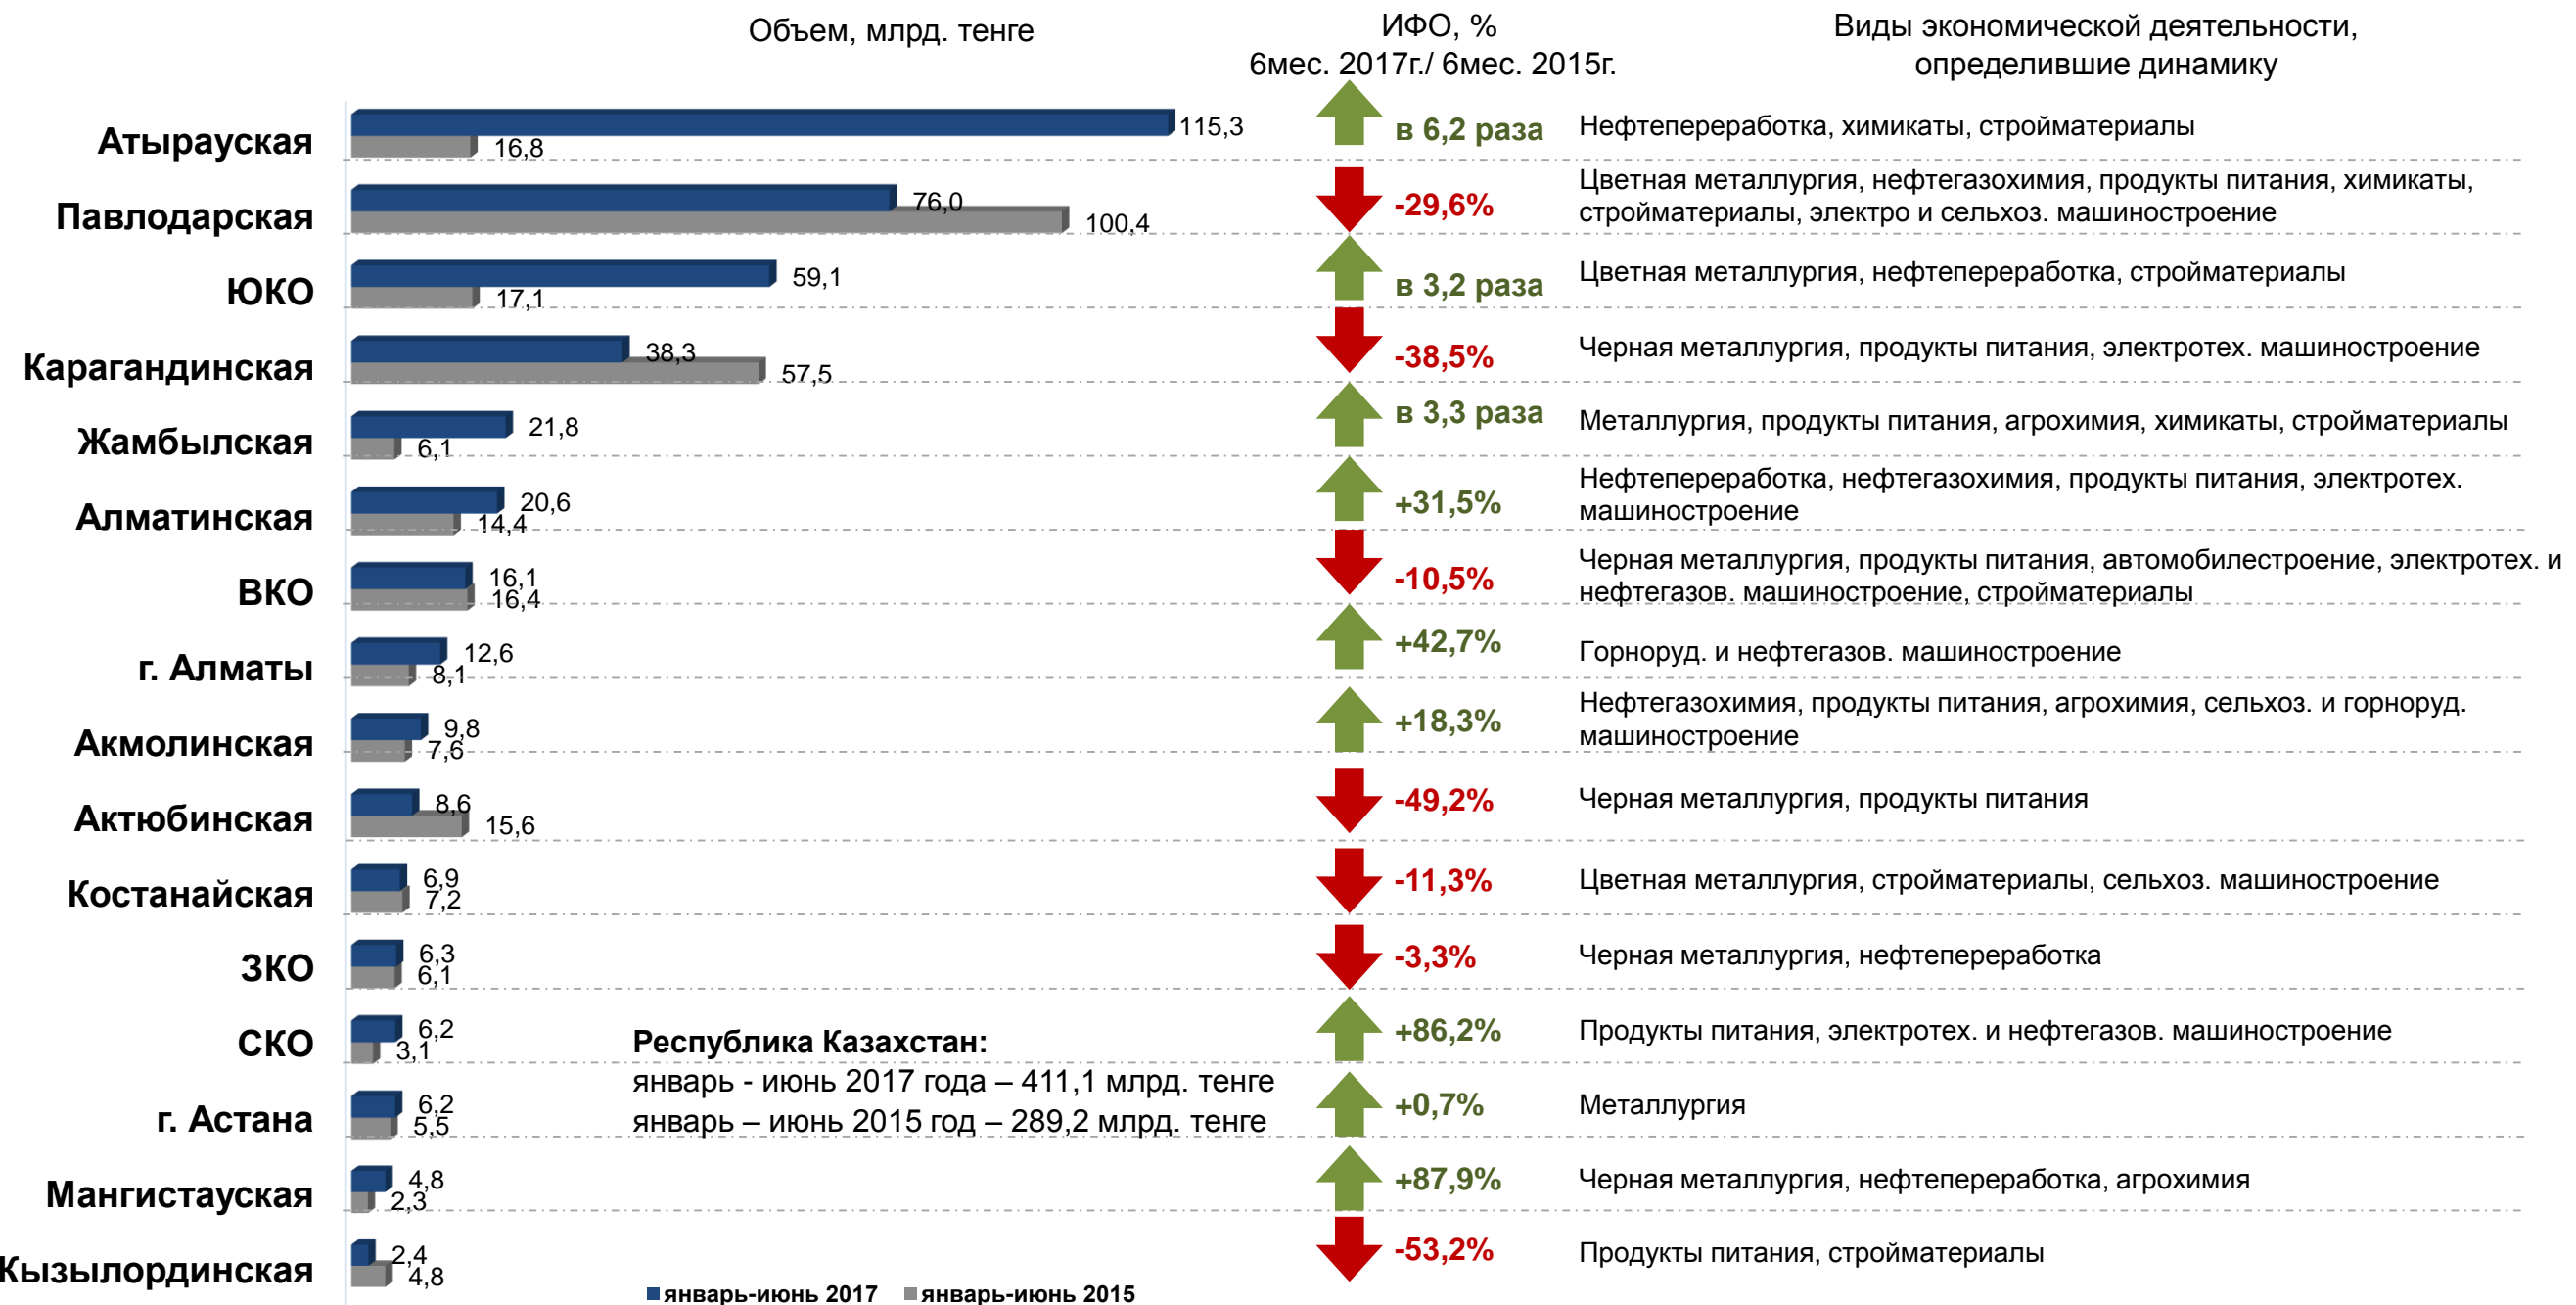 Объем, млрд. тенге
ИФО, %
6мес. 2017г./ 6мес. 2015г.
Виды экономической деятельности,
определившие динамику
Атырауская
115,3
16,8
в 6,2 раза
Нефтепереработка, химикаты, стройматериалы
Павлодарская
76,0
100,4
-29,6%
Цветная металлургия, нефтегазохимия, продукты питания, химикаты,
стройматериалы, электро и сельхоз. машиностроение
ЮКО
59,1
17,1
в 3,2 раза
Цветная металлургия, нефтепереработка, стройматериалы
Карагандинская
38,3
57,5
-38,5%
Черная металлургия, продукты питания, электротех. машиностроение
Жамбылская
21,8
6,1
в 3,3 раза
Металлургия, продукты питания, агрохимия, химикаты, стройматериалы
Алматинская
20,6
14,4
+31,5%
Нефтепереработка, нефтегазохимия, продукты питания, электротех.
машиностроение
ВКО
16,1
16,4
-10,5%
Черная металлургия, продукты питания, автомобилестроение, электротех. и
нефтегазов. машиностроение, стройматериалы
г. Алматы
12,6
8,1
+42,7%
Горноруд. и нефтегазов. машиностроение
Акмолинская
9,8
7,6
+18,3%
Нефтегазохимия, продукты питания, агрохимия, сельхоз. и горноруд.
машиностроение
Актюбинская
8,6
15,6
-49,2%
Черная металлургия, продукты питания
Костанайская
6,9
7,2
-11,3%
Цветная металлургия, стройматериалы, сельхоз. машиностроение
ЗКО
6,3
6,1
-3,3%
Черная металлургия, нефтепереработка
СКО
6,2
3,1
+86,2%
Продукты питания, электротех. и нефтегазов. машиностроение
Республика Казахстан:
январь - июнь 2017 года – 411,1 млрд. тенге
январь – июнь 2015 год – 289,2 млрд. тенге
г. Астана
6,2
5,5
+0,7%
Металлургия
Мангистауская
4,8
2,3
+87,9%
Черная металлургия, нефтепереработка, агрохимия
Кызылординская
2,4
4,8
-53,2%
Продукты питания, стройматериалы
январь-июнь 2017
январь-июнь 2015